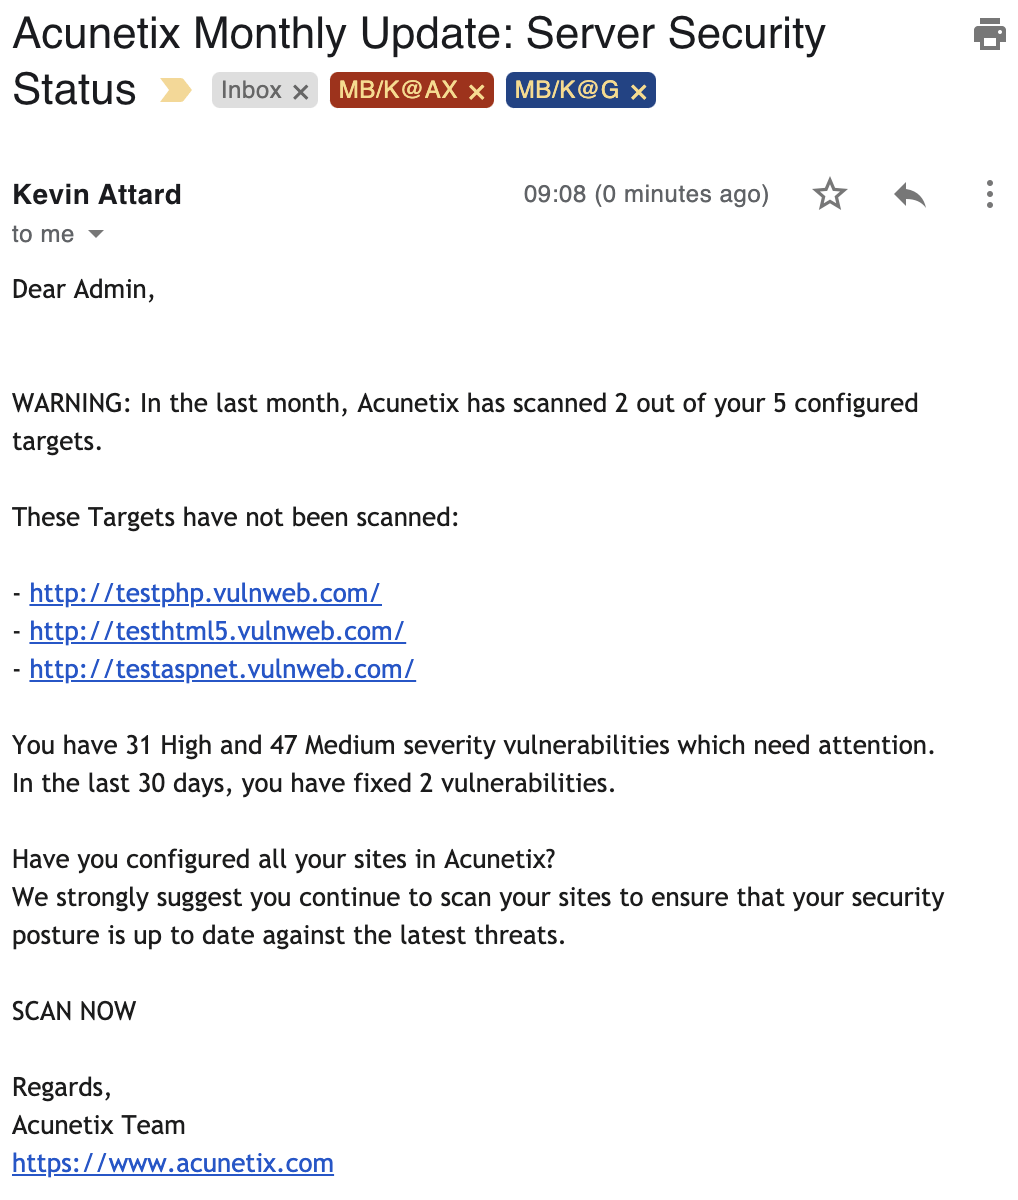 Acunetix Monthly Update: Server Security
Status Inbox × MB/K@AX × MB/K@G ×
Kevin Attard 09:08 (0 minutes ago)
to me
Dear Admin,
WARNING: In the last month, Acunetix has scanned 2 out of your 5 configured
targets.
These Targets have not been scanned:
- http://testphp.vulnweb.com/
- http://testhtml5.vulnweb.com/
- http://testaspnet.vulnweb.com/
You have 31 High and 47 Medium severity vulnerabilities which need attention.
In the last 30 days, you have fixed 2 vulnerabilities.
Have you configured all your sites in Acunetix?
We strongly suggest you continue to scan your sites to ensure that your security
posture is up to date against the latest threats.
SCAN NOW
Regards,
Acunetix Team
https://www.acunetix.com